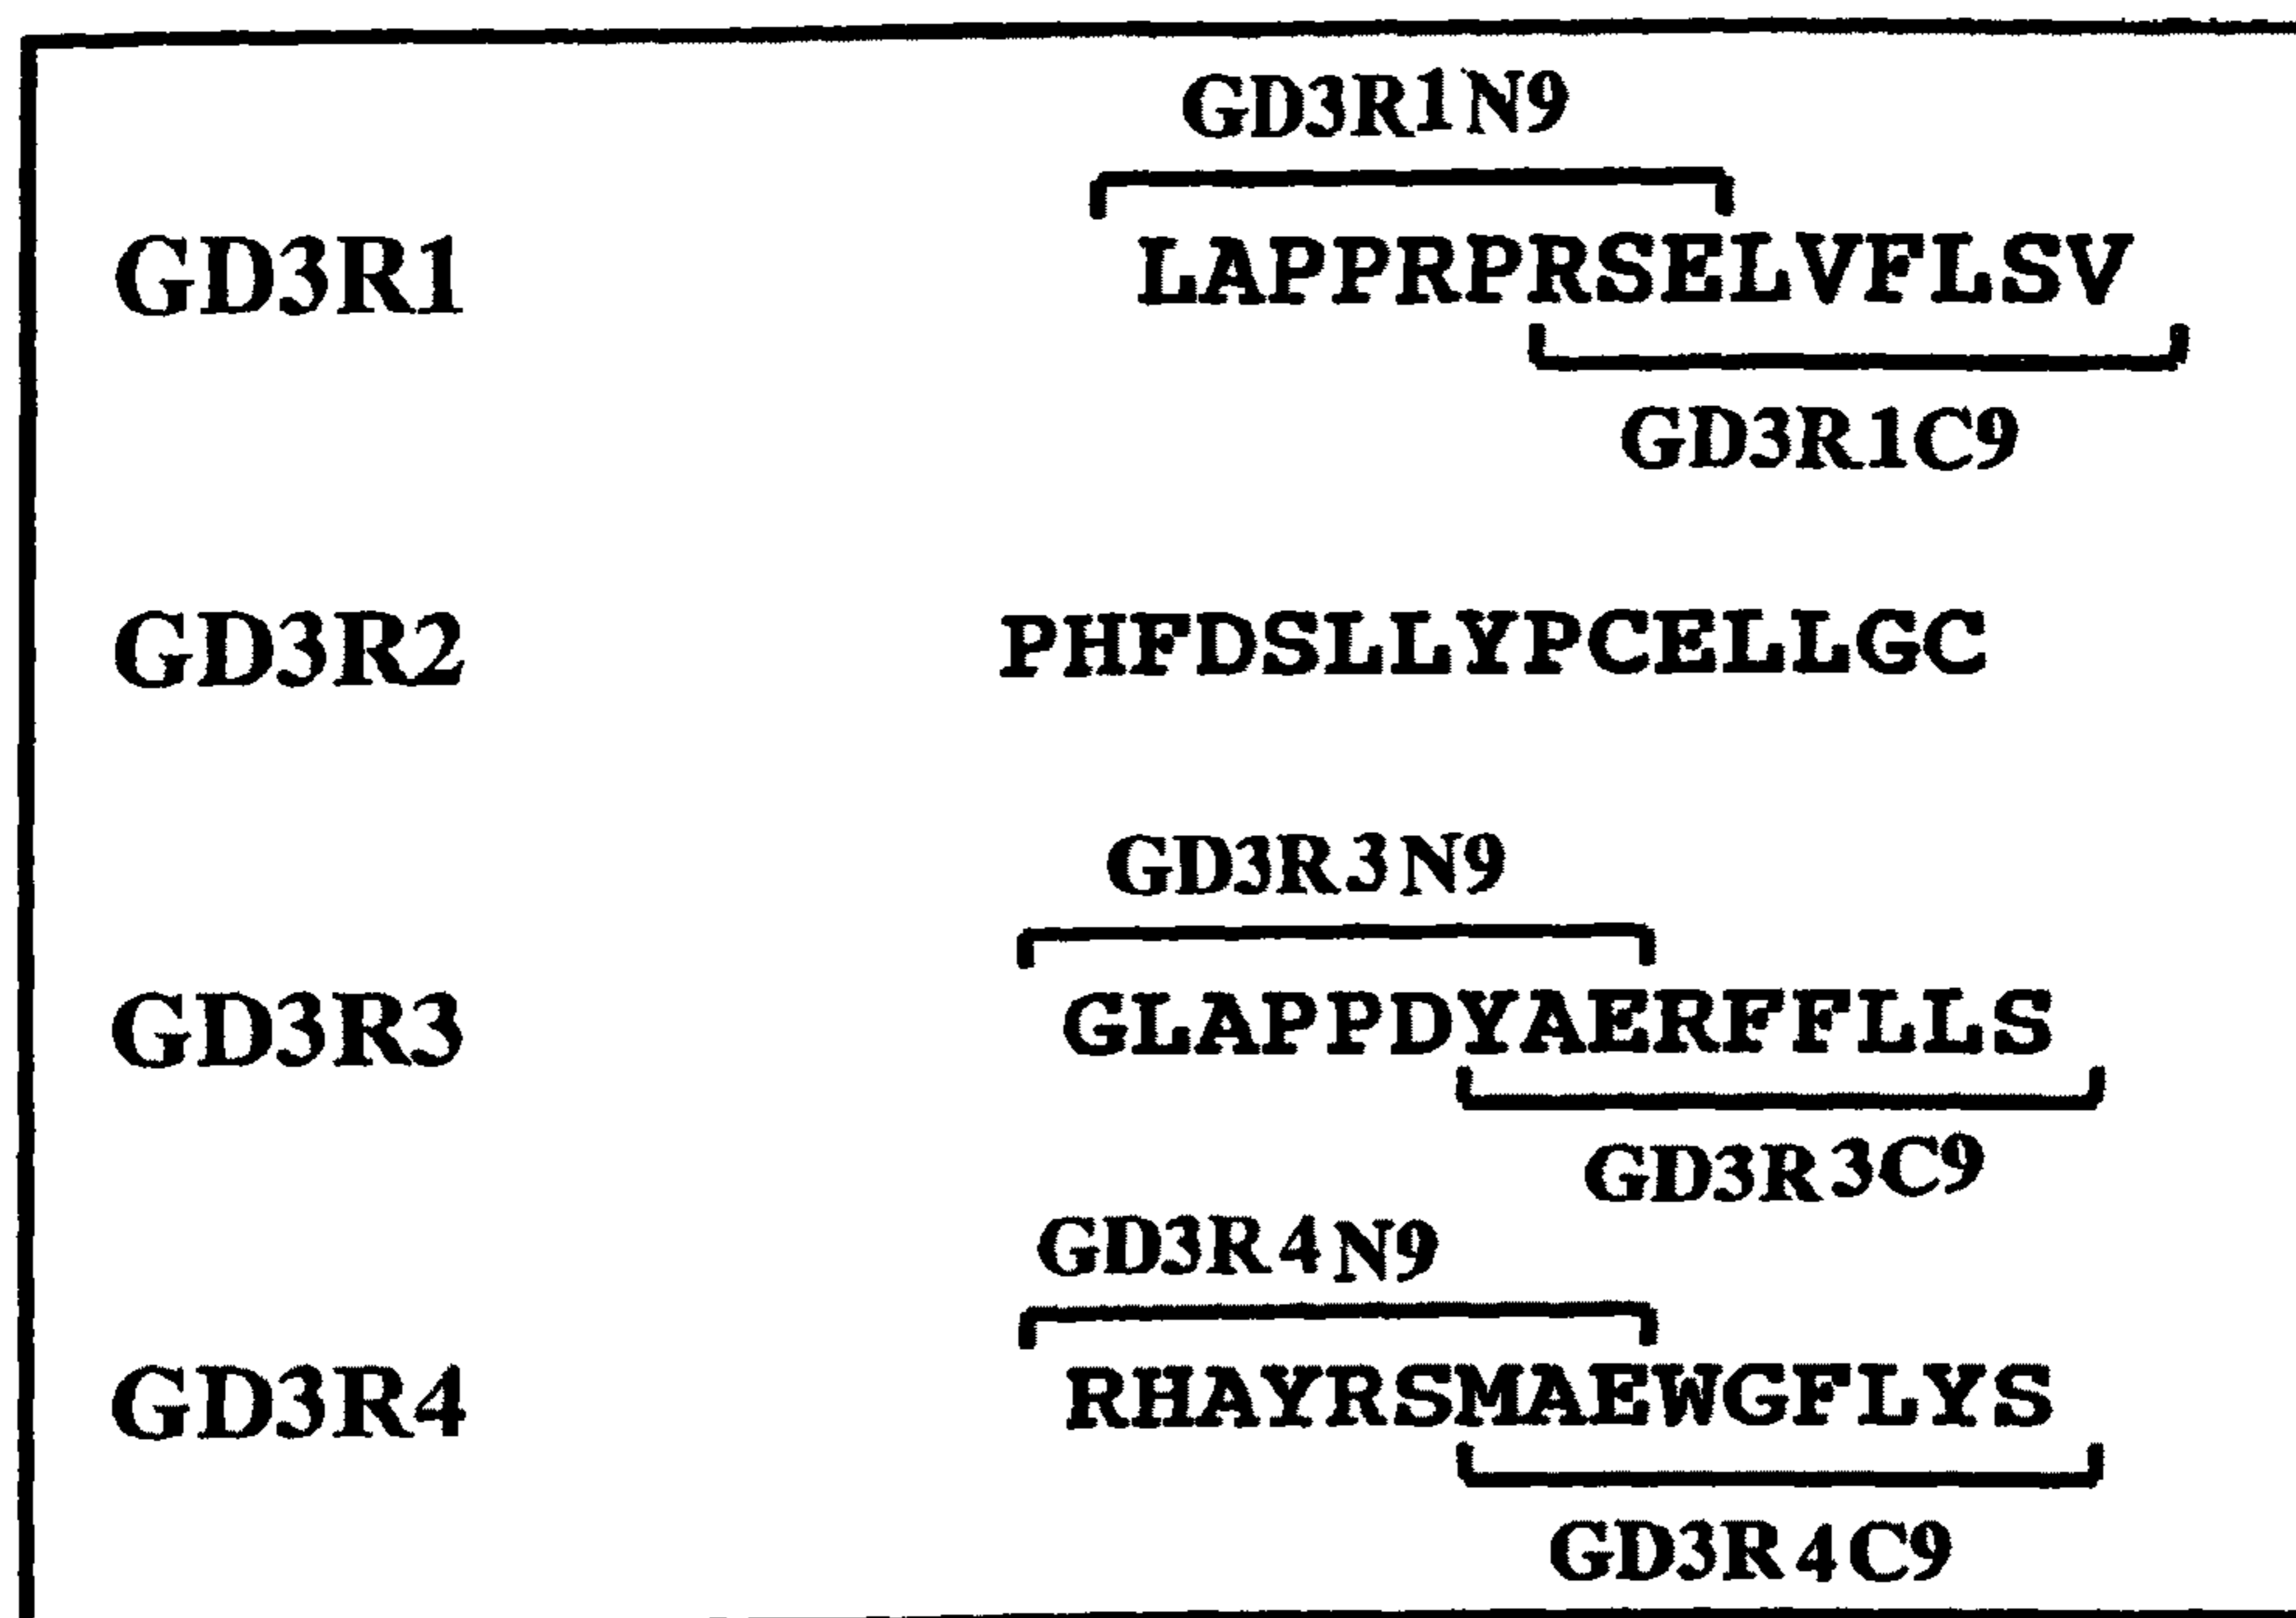 GD3R1N9
GD3R1 LAPPRPRSELVFLSV
GD3R1C9
GD3R2 PHFDSLLYPCELLGC
GD3R3N9
GD3R3 GLAPPDYAERFFLLS
GD3R3C9
GD3R4N9
GD3R4 RHAYRSMAEWGFLYS
GD3R4C9